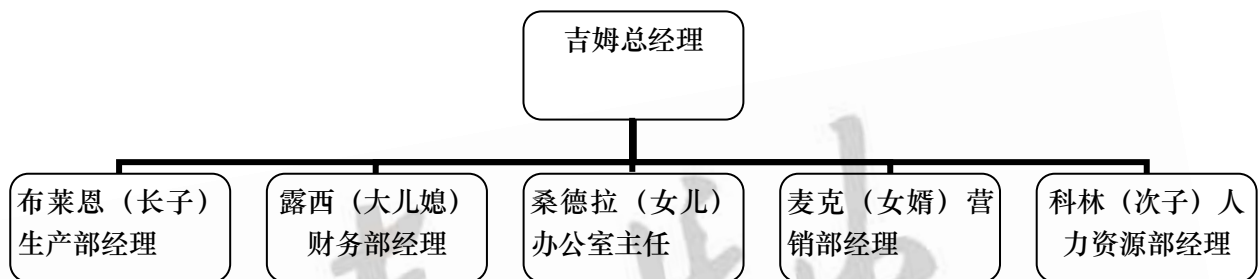 吉姆总经理
布莱恩（长子）
生产部经理
露西（大儿媳）
财务部经理
桑德拉（女儿）
办公室主任
麦克（女婿）营
销部经理
科林（次子）人
力资源部经理